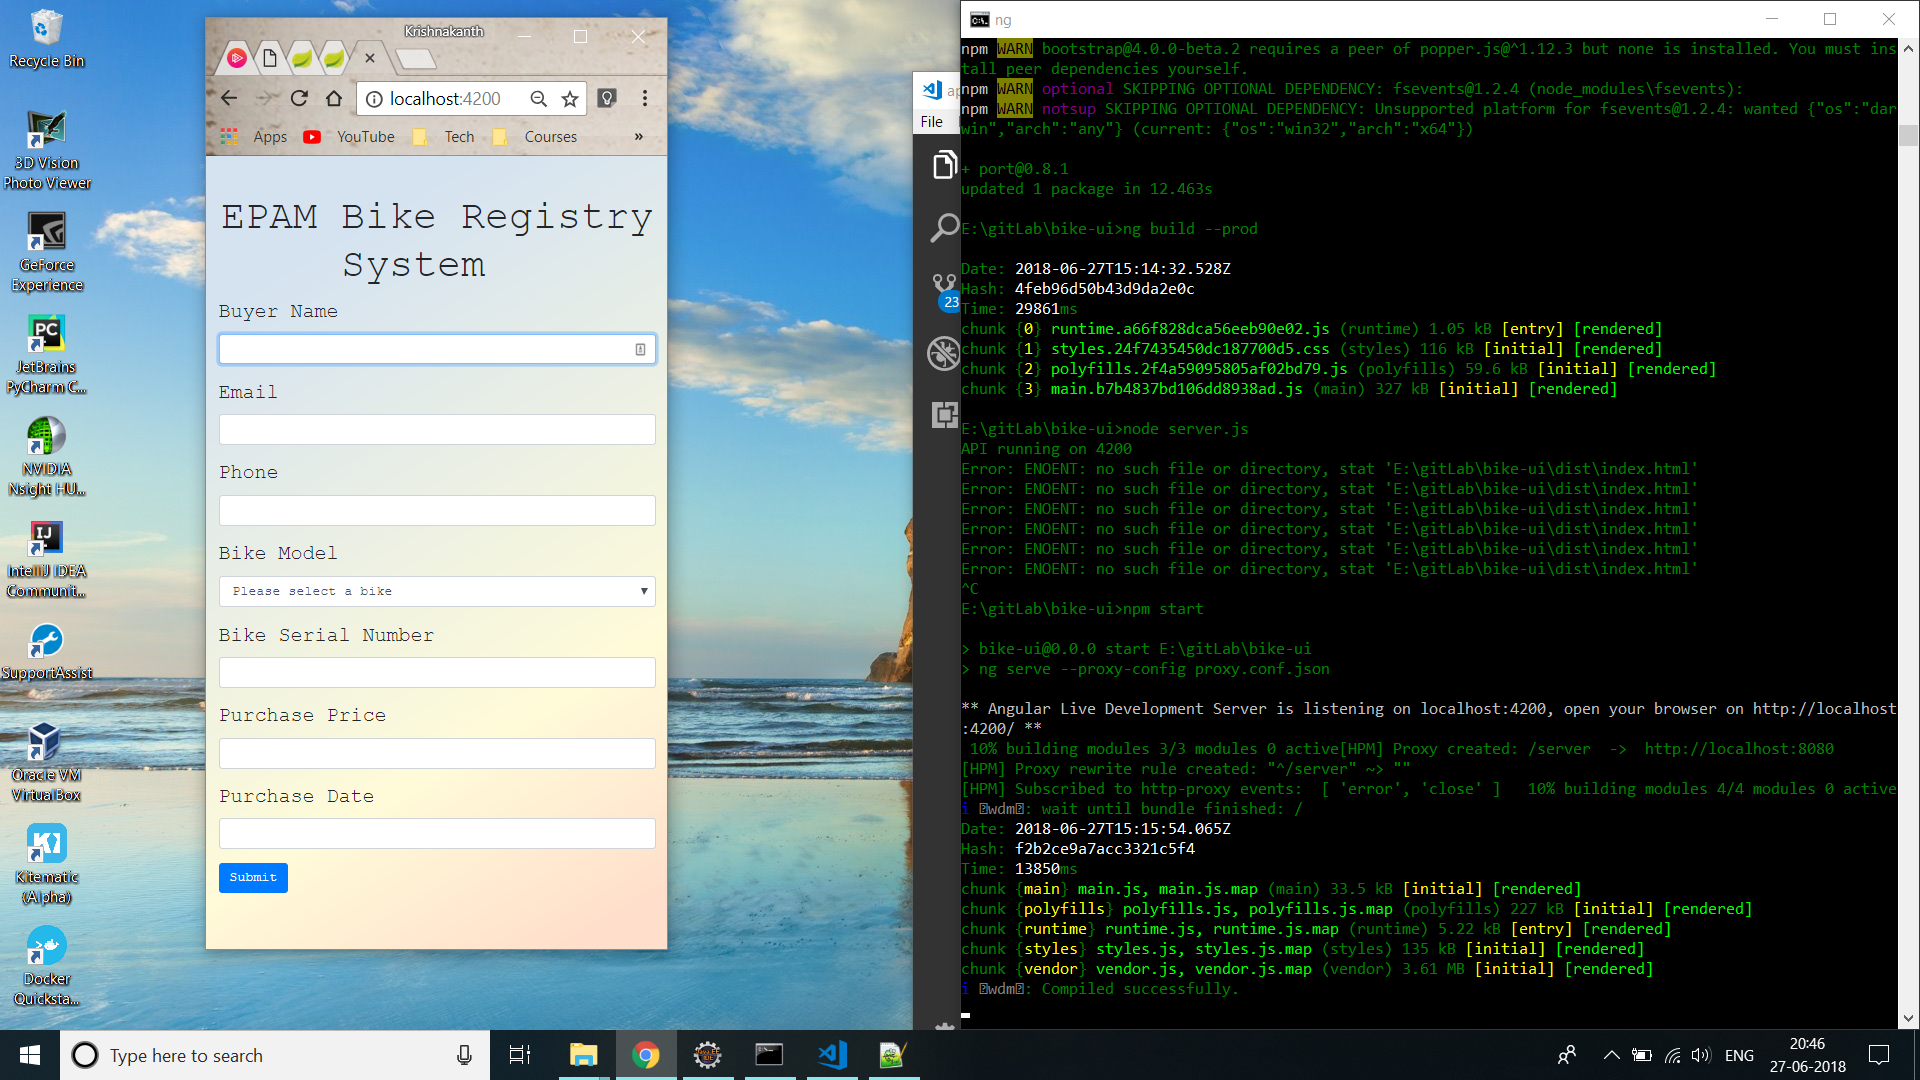 Recycle Bin
3D Vision
Photo Viewer
GeForce
Experience
JetBrains
PyCharm C...
NVIDIA
Nsight HU...
IntelliJ IDEA
Communit...
SupportAssist
Oracle VM
VirtualBox
Kitematic
(Alpha)
Docker
Quicksta...
Krishnakanth
localhost:4200
Apps
YouTube
Tech
Courses
»
EPAM Bike Registry
System
Buyer Name
Email
Phone
Bike Model
Please select a bike
Bike Serial Number
Purchase Price
Purchase Date
Submit
File
23
ng
npm WARN bootstrap@4.0.0-beta.2 requires a peer of popper.js@^1.12.3 but none is installed. You must ins
tall peer dependencies yourself.
npm WARN optional SKIPPING OPTIONAL DEPENDENCY: fsevents@1.2.4 (node_modules\fsevents):
npm WARN notsup SKIPPING OPTIONAL DEPENDENCY: Unsupported platform for fsevents@1.2.4: wanted {"os":"dar
win","arch":"any"} (current: {"os":"win32","arch":"x64"})
+ port@0.8.1
updated 1 package in 12.463s
E:\gitLab\bike-ui>ng build --prod
Date: 2018-06-27T15:14:32.528Z
Hash: 4feb96d50b43d9da2e0c
Time: 29861ms
chunk {0} runtime.a66f828dca56eeb90e02.js (runtime) 1.05 kB [entry] [rendered]
chunk {1} styles.24f7435450dc187700d5.css (styles) 116 kB [initial] [rendered]
chunk {2} polyfills.2f4a59095805af02bd79.js (polyfills) 59.6 kB [initial] [rendered]
chunk {3} main.b7b4837bd106dd8938ad.js (main) 327 kB [initial] [rendered]
E:\gitLab\bike-ui>node server.js
API running on 4200
Error: ENOENT: no such file or directory, stat 'E:\gitLab\bike-ui\dist\index.html'
Error: ENOENT: no such file or directory, stat 'E:\gitLab\bike-ui\dist\index.html'
Error: ENOENT: no such file or directory, stat 'E:\gitLab\bike-ui\dist\index.html'
Error: ENOENT: no such file or directory, stat 'E:\gitLab\bike-ui\dist\index.html'
Error: ENOENT: no such file or directory, stat 'E:\gitLab\bike-ui\dist\index.html'
Error: ENOENT: no such file or directory, stat 'E:\gitLab\bike-ui\dist\index.html'
^C
E:\gitLab\bike-ui>npm start
> bike-ui@0.0.0 start E:\gitLab\bike-ui
> ng serve --proxy-config proxy.conf.json
** Angular Live Development Server is listening on localhost:4200, open your browser on http://localhost
:4200/ **
10% building modules 3/3 modules 0 active[HPM] Proxy created: /server  ->  http://localhost:8080
[HPM] Proxy rewrite rule created: "^/server" ~> ""
[HPM] Subscribed to http-proxy events:  [ 'error', 'close' ]   10% building modules 4/4 modules 0 active
i ｢wdm｣: wait until bundle finished: /
Date: 2018-06-27T15:15:54.065Z
Hash: f2b2ce9a7acc3321c5f4
Time: 13850ms
chunk {main} main.js, main.js.map (main) 33.5 kB [initial] [rendered]
chunk {polyfills} polyfills.js, polyfills.js.map (polyfills) 227 kB [initial] [rendered]
chunk {runtime} runtime.js, runtime.js.map (runtime) 5.22 kB [entry] [rendered]
chunk {styles} styles.js, styles.js.map (styles) 135 kB [initial] [rendered]
chunk {vendor} vendor.js, vendor.js.map (vendor) 3.61 MB [initial] [rendered]
i ｢wdm｣: Compiled successfully.
Type here to search
ENG
20:46
27-06-2018